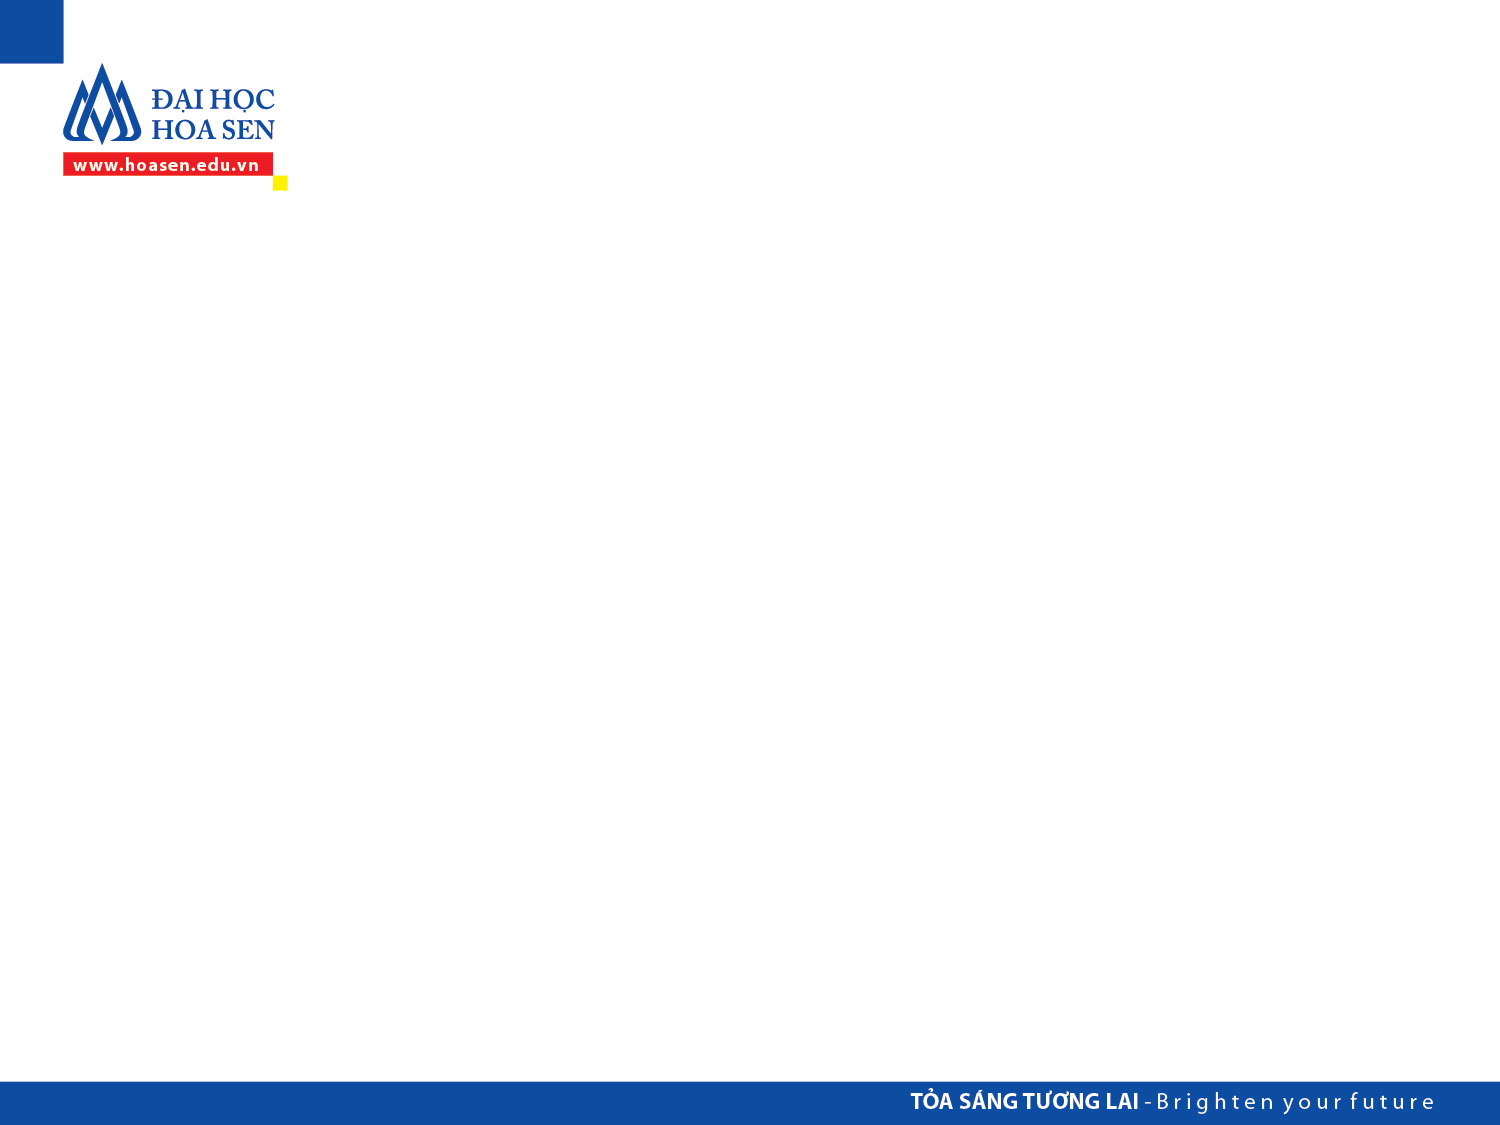 ĐẠI HỌC
HOA SEN
www.hoasen.edu.vn
TỎA SÁNG TƯƠNG LAI - Brighten your future